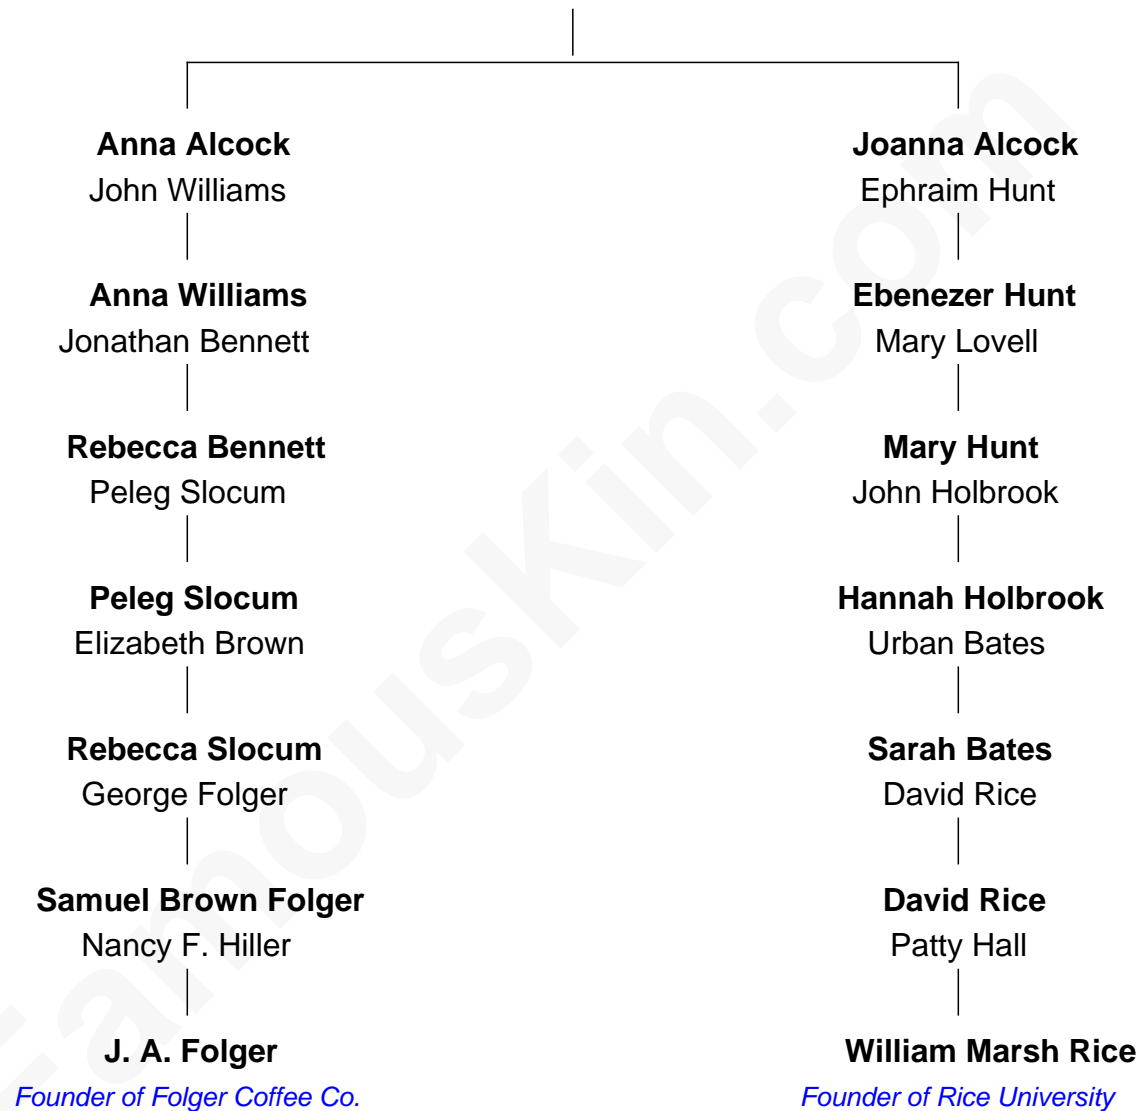 Anna Alcock
John Williams
Joanna Alcock
Ephraim Hunt
Anna Williams
Jonathan Bennett
Ebenezer Hunt
Mary Lovell
Rebecca Bennett
Peleg Slocum
Mary Hunt
John Holbrook
Peleg Slocum
Elizabeth Brown
Hannah Holbrook
Urban Bates
Rebecca Slocum
George Folger
Sarah Bates
David Rice
Samuel Brown Folger
Nancy F. Hiller
David Rice
Patty Hall
J. A. Folger
Founder of Folger Coffee Co.
William Marsh Rice
Founder of Rice University
FamousKin.com